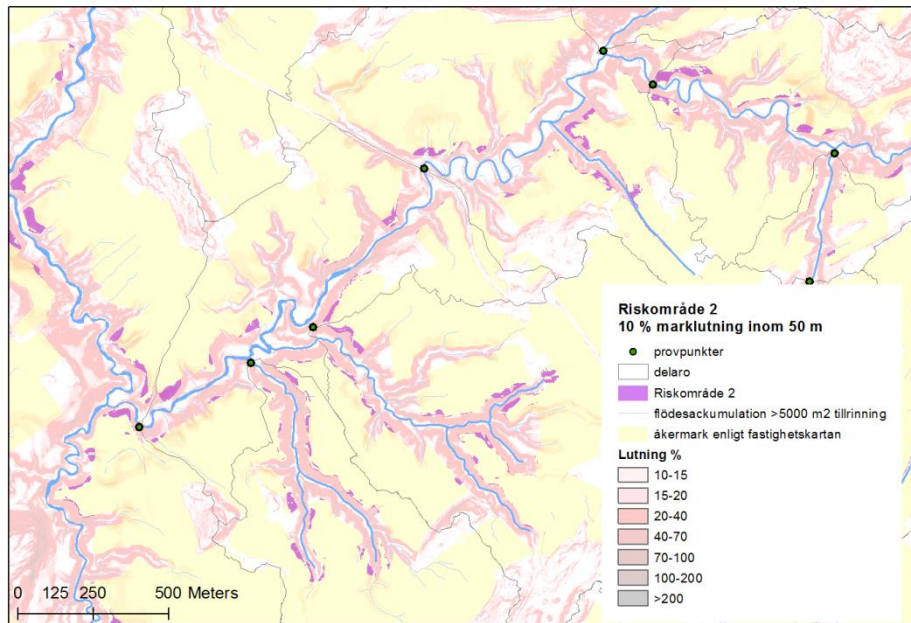 Riskområde 2
10 % marklutning inom 50 m
provpunkter
delaro
Riskområde 2
flödesackumulation >5000 m2 tillrinning
åkermark enligt fastighetskartan
Lutning %
10-15
15-20
20-40
40-70
70-100
100-200
>200
0 125 250 500 Meters